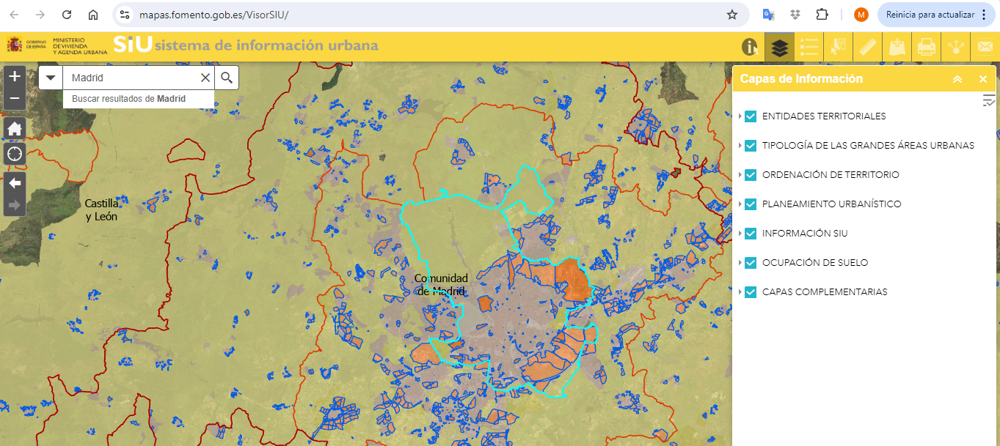 mapas.fomento.gob.es/VisorSIU/
M
Reinicia para actualizar
GOBIERNO
DE ESPAÑA
MINISTERIO
DE VIVIENDA
Y AGENDA URBANA
SiU sistema de información urbana
Madrid
Buscar resultados de Madrid
Capas de Información
ENTIDADES TERRITORIALES
TIPOLOGÍA DE LAS GRANDES ÁREAS URBANAS
ORDENACIÓN DE TERRITORIO
PLANEAMIENTO URBANÍSTICO
INFORMACIÓN SIU
OCUPACIÓN DE SUELO
CAPAS COMPLEMENTARIAS
Castilla
y León
Comunidad
de Madrid